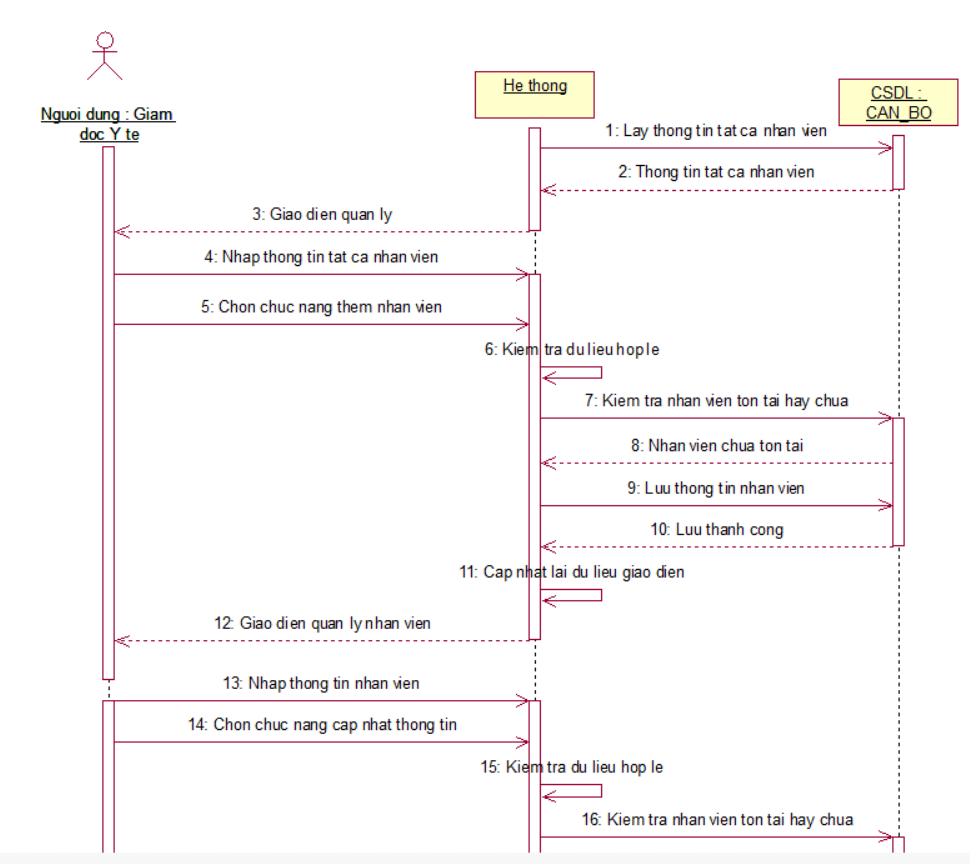 Nguoi dung : Giam
doc Y te
He thong
CSDL :
CAN_BO
1: Lay thong tin tat ca nhan vien
2: Thong tin tat ca nhan vien
3: Giao dien quan ly
4: Nhap thong tin tat ca nhan vien
5: Chon chuc nang them nhan vien
6: Kiem tra du lieu hop le
7: Kiem tra nhan vien ton tai hay chua
8: Nhan vien chua ton tai
9: Luu thong tin nhan vien
10: Luu thanh cong
11: Cap nhat lai du lieu giao dien
12: Giao dien quan ly nhan vien
13: Nhap thong tin nhan vien
14: Chon chuc nang cap nhat thong tin
15: Kiem tra du lieu hop le
16: Kiem tra nhan vien ton tai hay chua